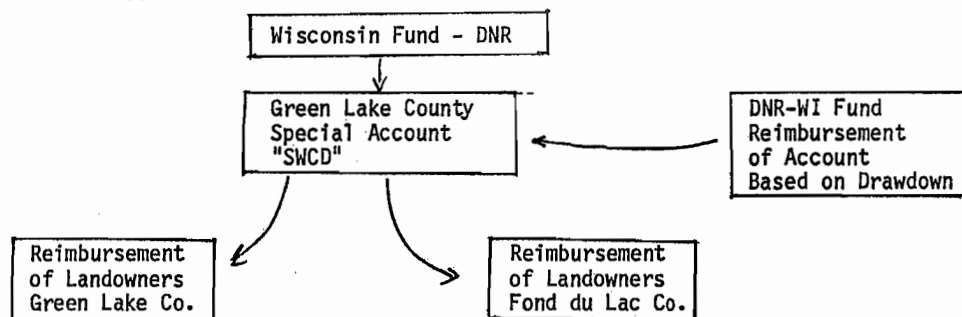 Wisconsin Fund - DNR
Green Lake County
Special Account
"SWCD"
DNR-WI Fund
Reimbursement
of Account
Based on Drawdown
Reimbursement
of Landowners
Green Lake Co.
Reimbursement
of Landowners
Fond du Lac Co.